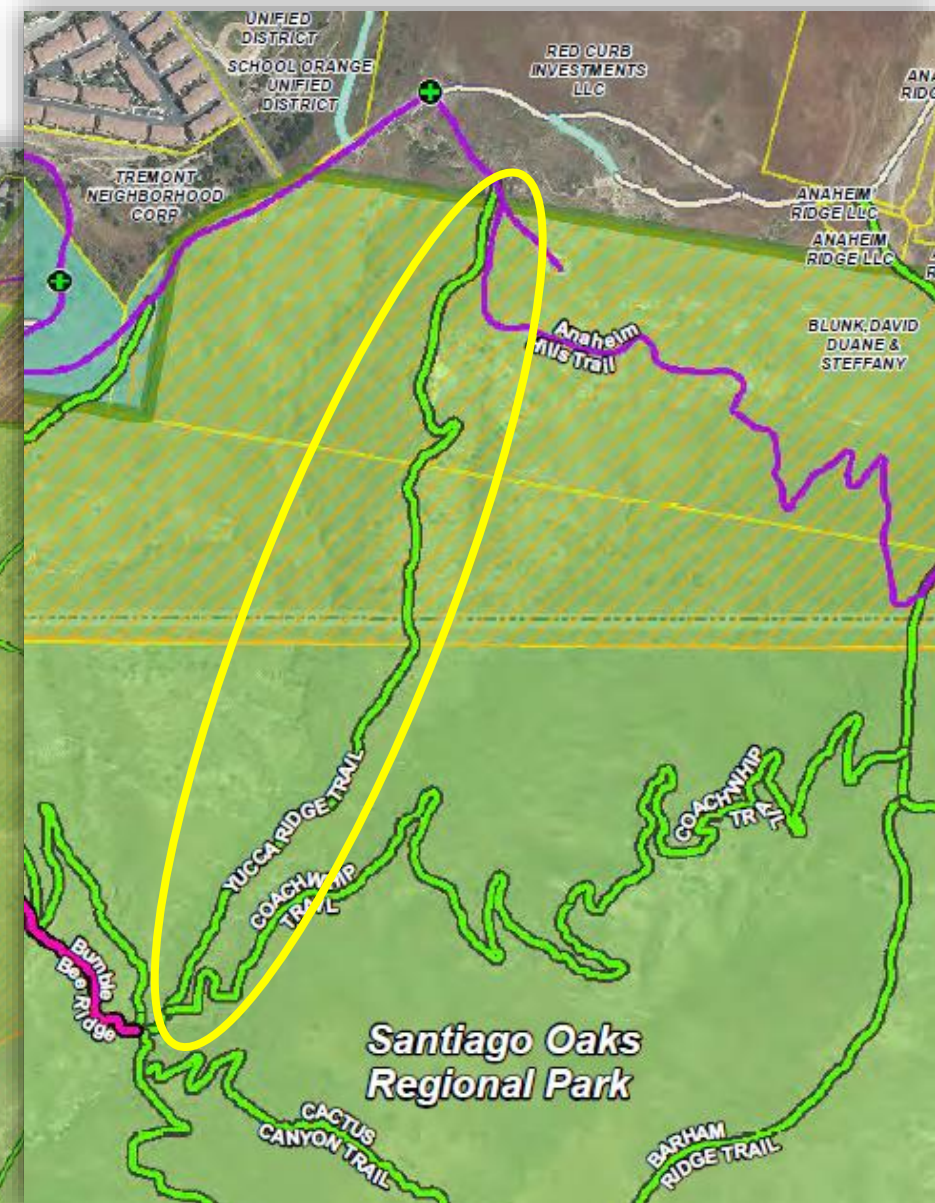 UNIFIED
DISTRICT
SCHOOL ORANGE
UNIFIED
DISTRICT
RED CURB
INVESTMENTS
LLC
TREMONT
NEIGHBORHOOD
CORP
ANAHEIM
RIDGE LLC
ANAHEIM
RIDGE LLC
BLUNK,DAVID
DUANE &
STEFFANY
Anaheim
Hills Trail
YUCCA RIDGE TRAIL
COACHWHIP
TRAIL
COACHWHIP
TRAIL
Bumble
Bee Ridge
Santiago Oaks
Regional Park
CACTUS
CANYON TRAIL
BARHAM
RIDGE TRAIL